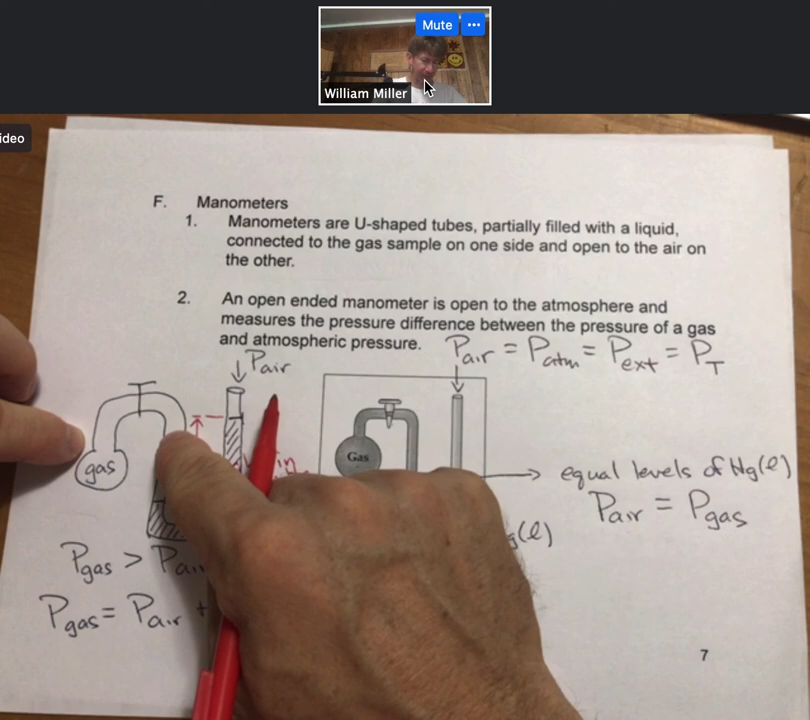 Mute
William Miller
ideo
F. Manometers
1. Manometers are U-shaped tubes, partially filled with a liquid,
connected to the gas sample on one side and open to the air on
the other.
2. An open ended manometer is open to the atmosphere and
measures the pressure difference between the pressure of a gas
and atmospheric pressure.
Pair = Patm = Pext = PT
Pair
gas
Gas
in
equal levels of Hg(l)
Pair = Pgas
g(l)
Pgas > Pair
Pgas = Pair +
7